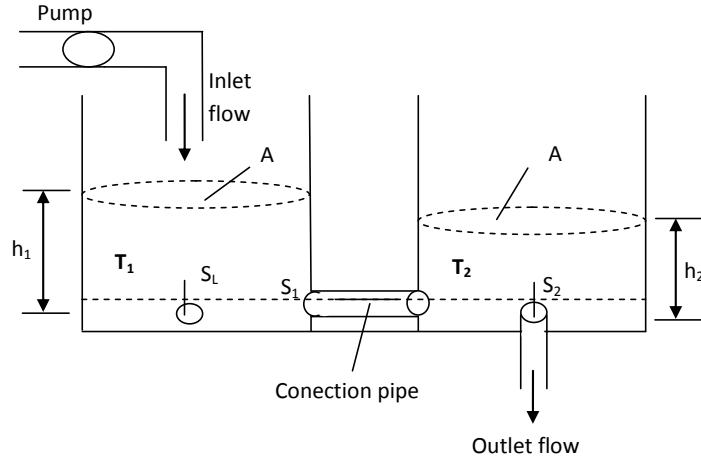 Pump
Inlet
flow
A
A
h1
T1
SL
S1
T2
S2
h2
Conection pipe
Outlet flow